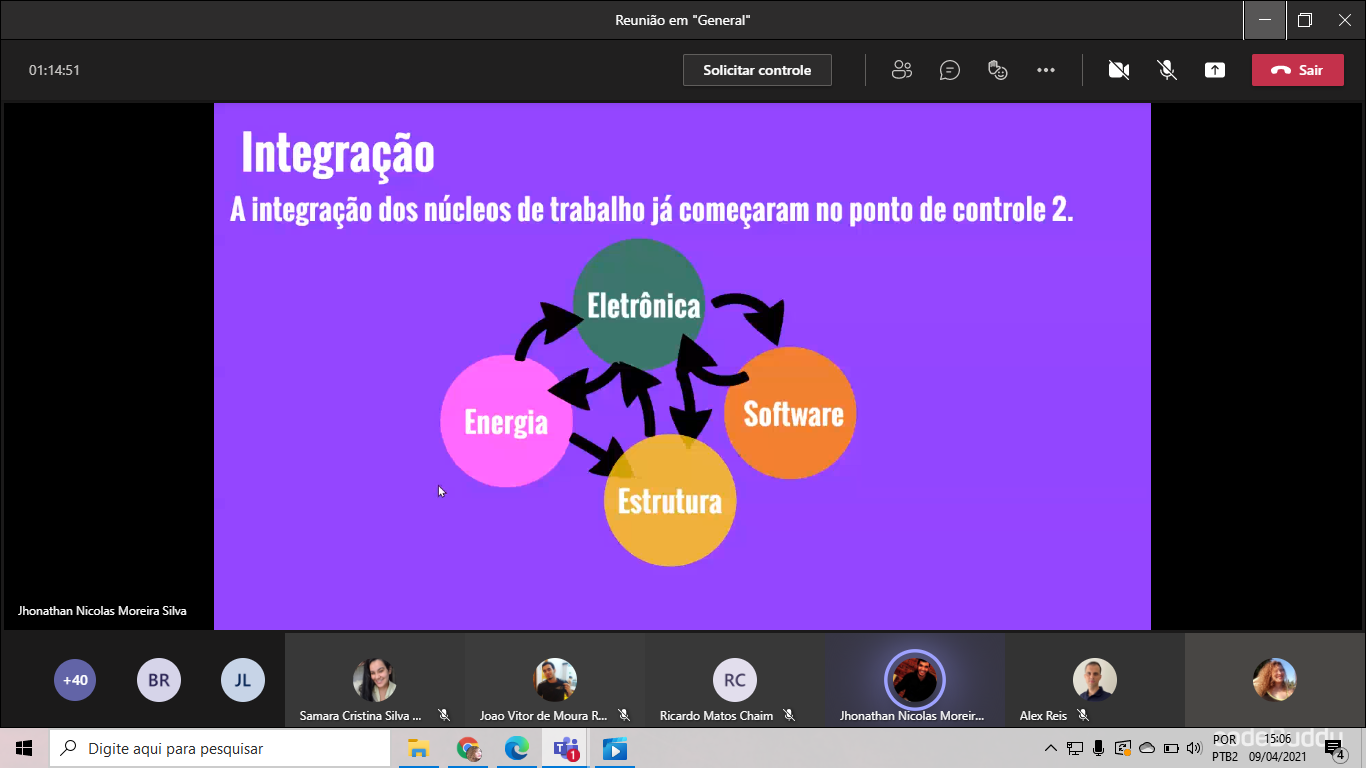 Reunião em "General"
01:14:51
Solicitar controle
Sair
Integração
A integração dos núcleos de trabalho já começaram no ponto de controle 2.
Eletrônica
Energia
Software
Estrutura
Jhonathan Nicolas Moreira Silva
+40
BR
JL
RC
Samara Cristina Silva ...
Joao Vitor de Moura R...
Ricardo Matos Chaim
Jhonathan Nicolas Moreir...
Alex Reis
Digite aqui para pesquisar
1
POR
PTB2
15:06
09/04/2021
4